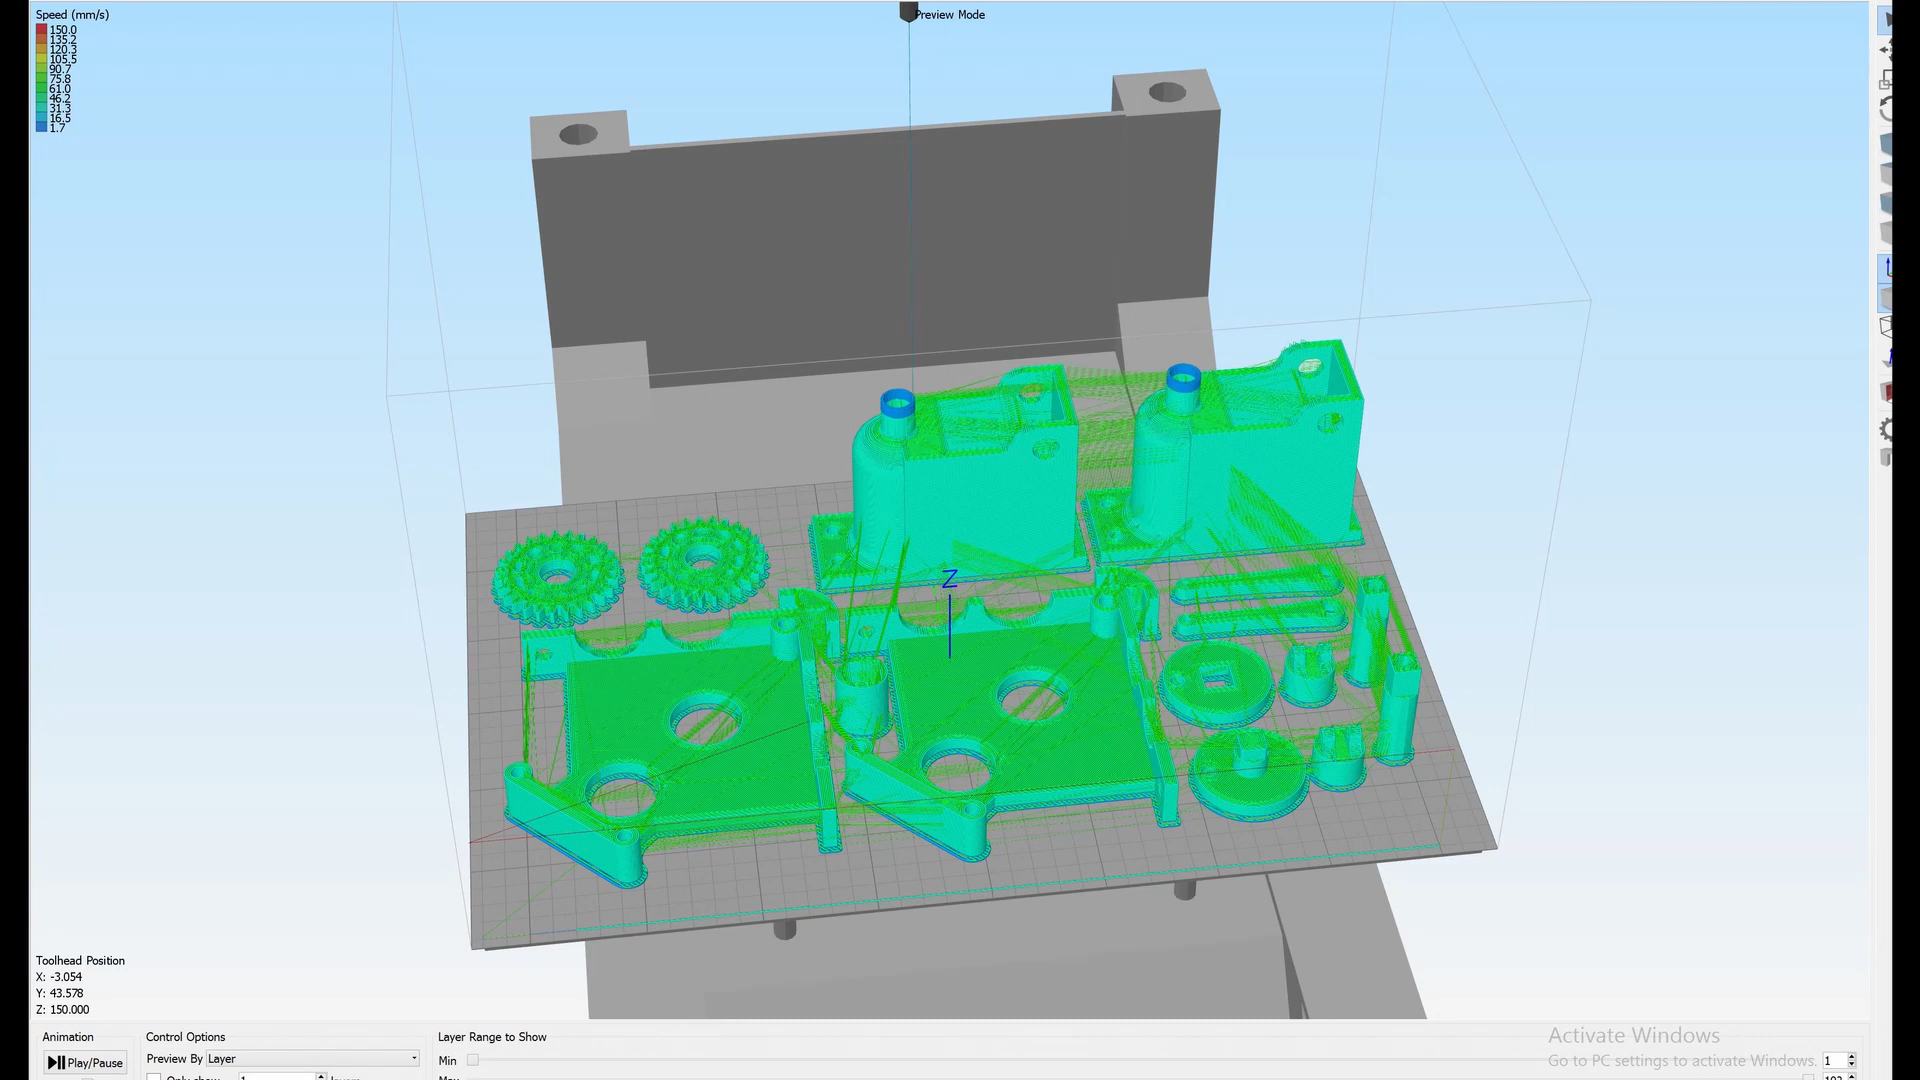 Speed (mm/s)
Preview Mode
150.0
135.2
120.3
105.5
90.7
75.8
61.0
46.2
31.3
16.5
1.7
Z
Toolhead Position
X: -3.054
Y: 43.578
Z: 150.000
Animation
Control Options
Layer Range to Show
Play/Pause
Preview By Layer
Min
1
Only show 1
Activate Windows
Go to PC settings to activate Windows.